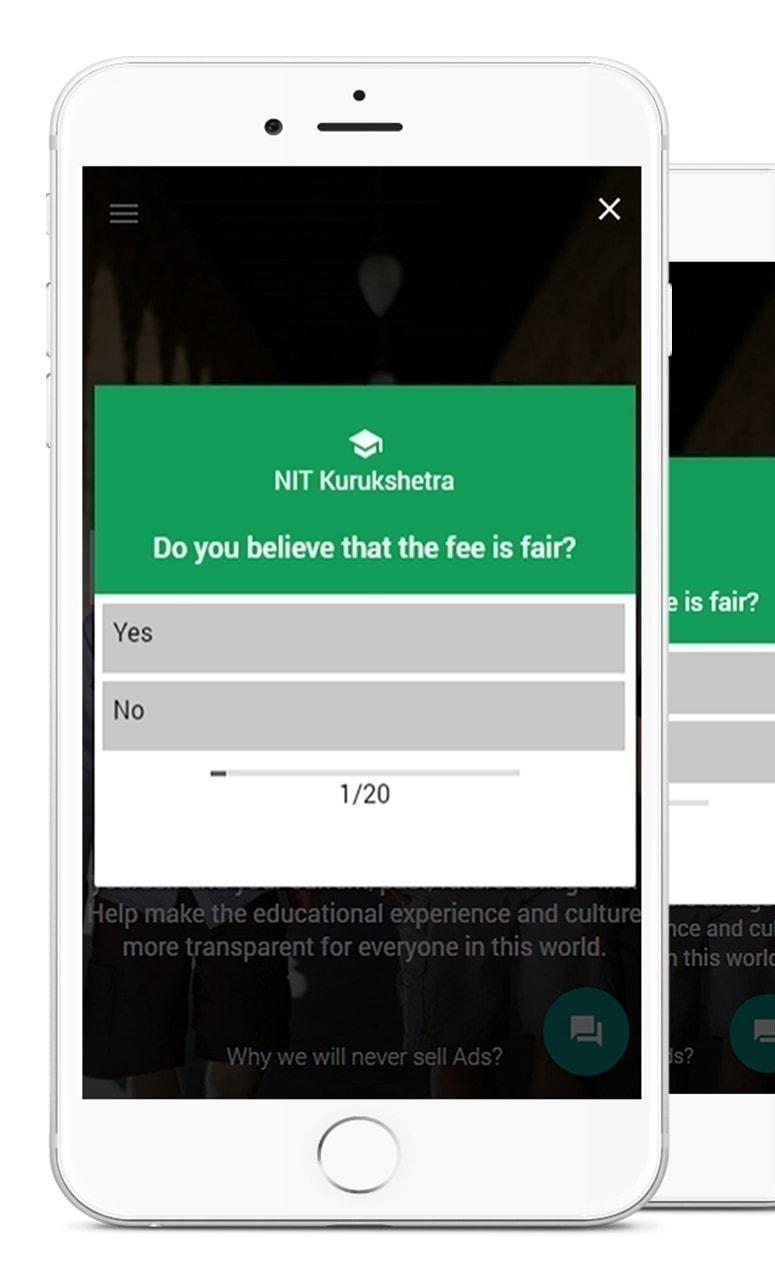 NIT Kurukshetra
Do you believe that the fee is fair?
Yes
No
1/20
Help make the educational experience and culture
more transparent for everyone in this world.
Why we will never sell Ads?
e is fair?
nce and cu
n this worl
ds?